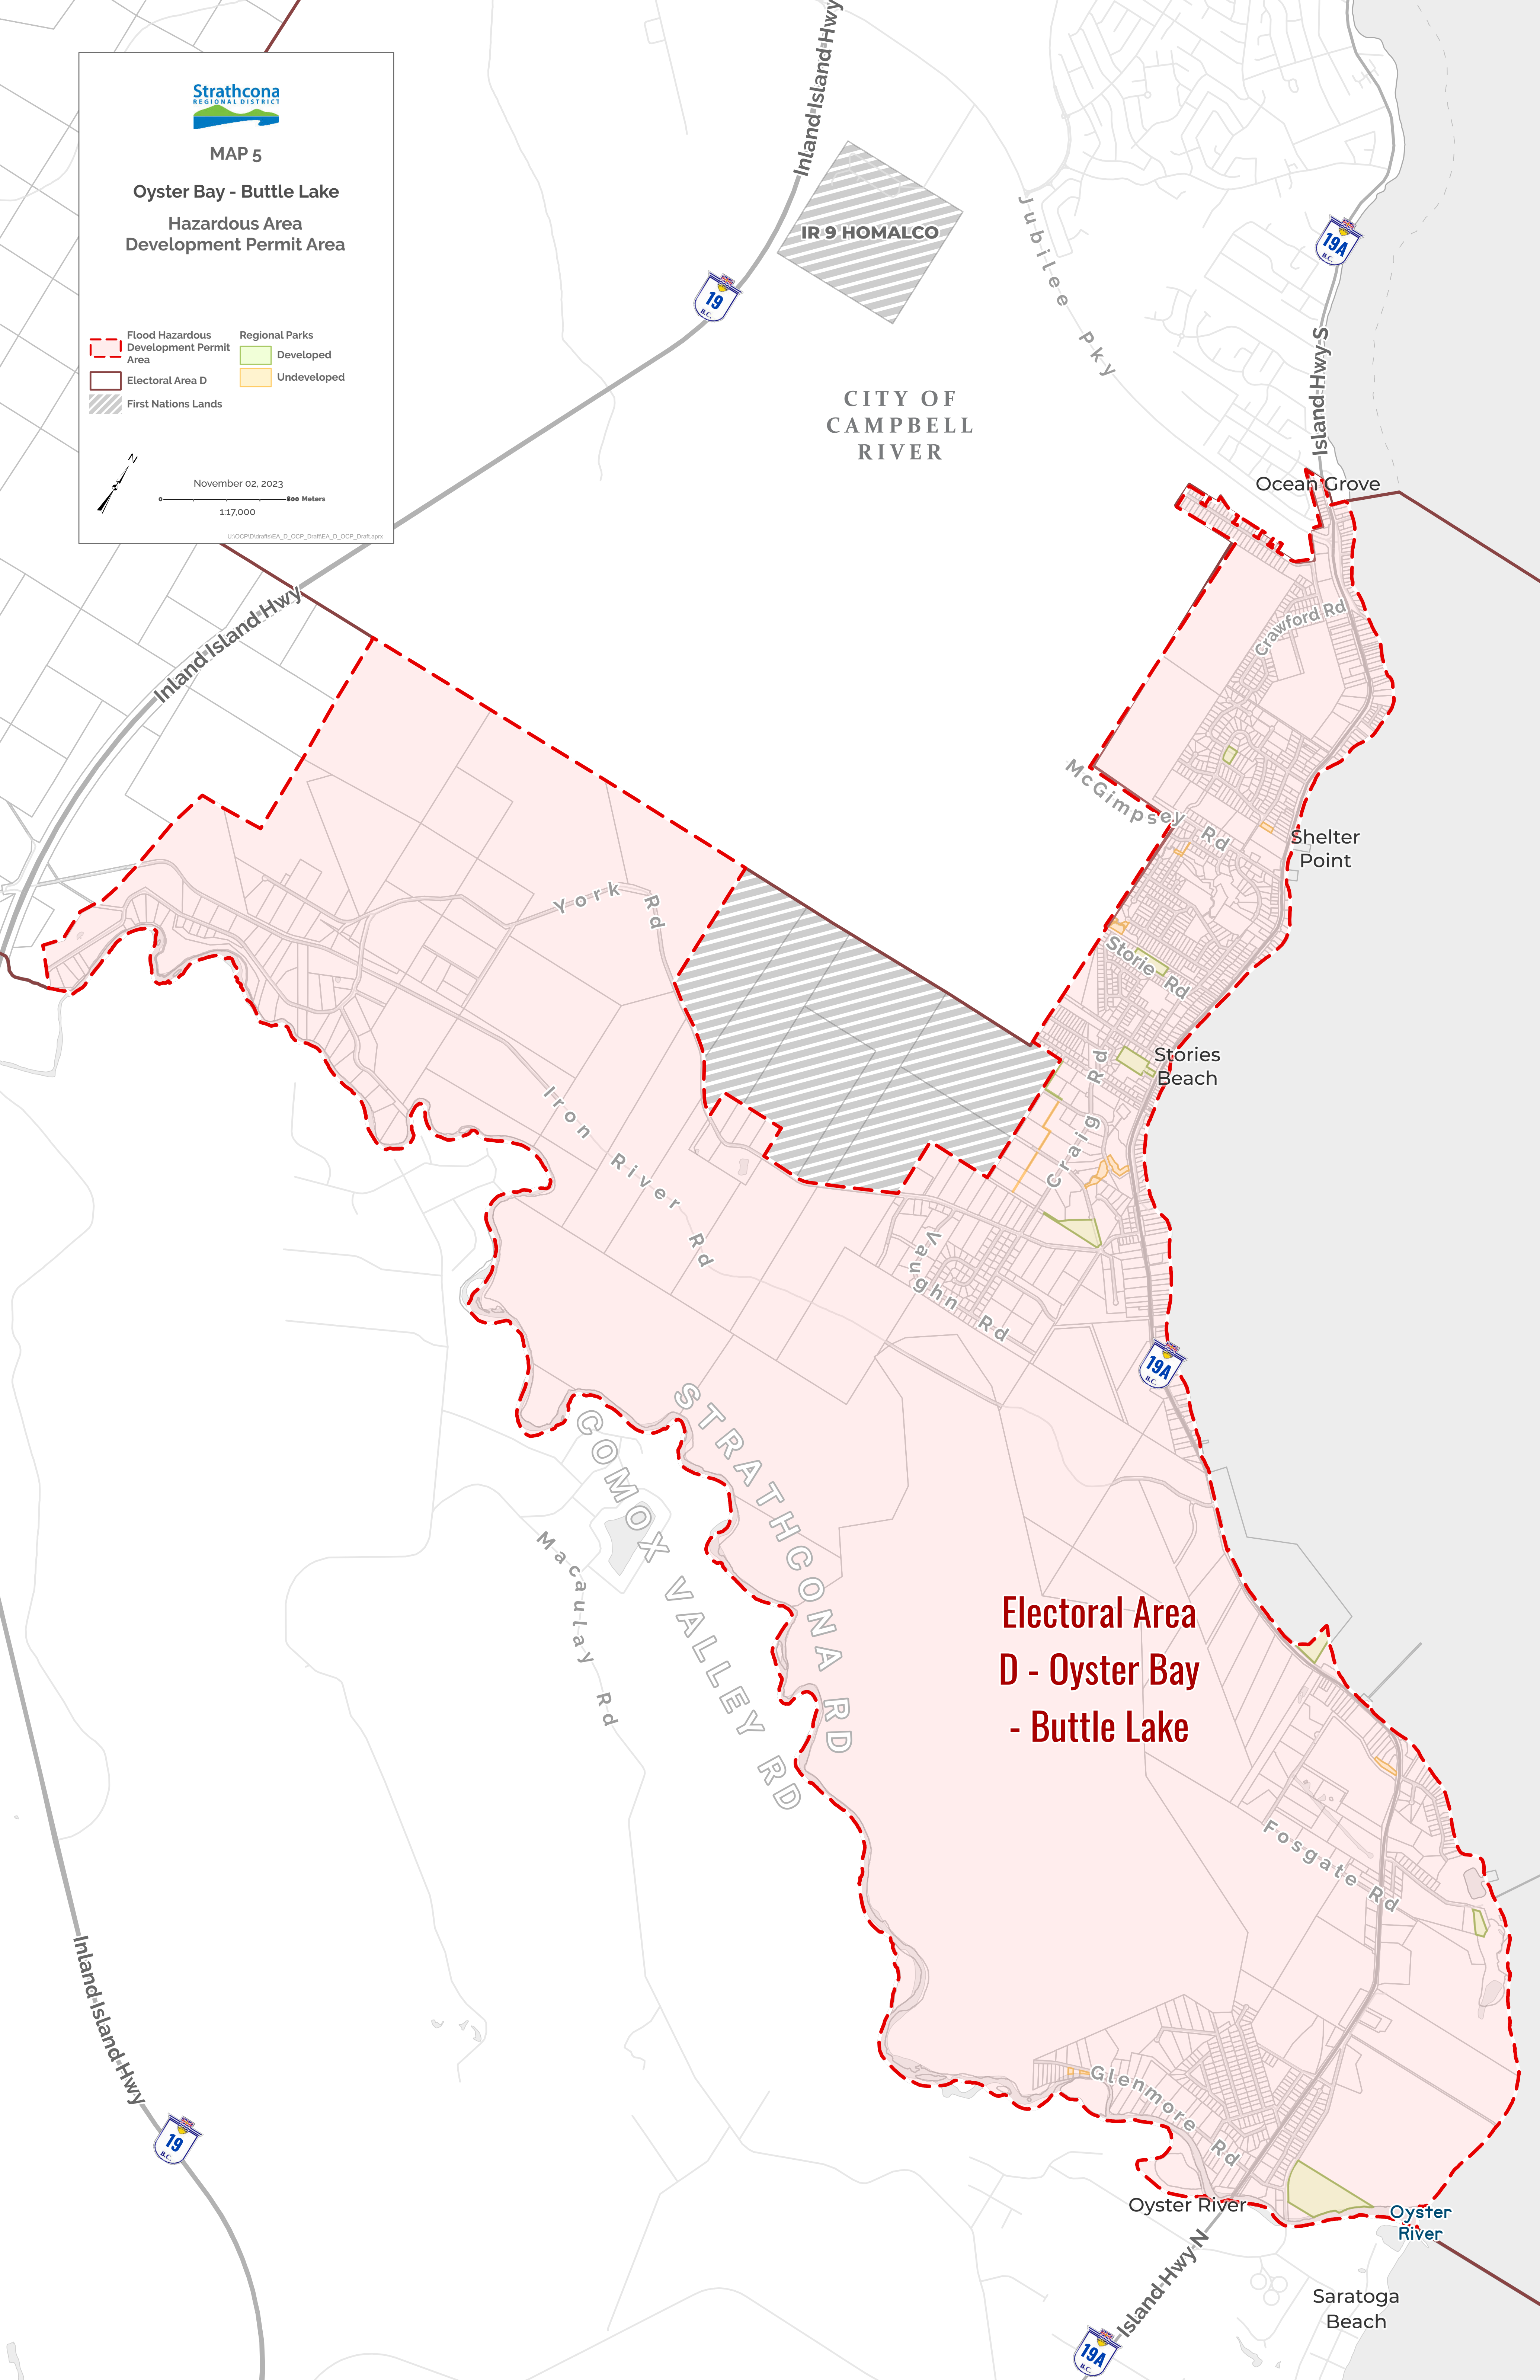 Strathcona
REGIONAL DISTRICT
MAP 5
Oyster Bay - Buttle Lake
Hazardous Area
Development Permit Area
Flood Hazardous
Development Permit
Area
Electoral Area D
First Nations Lands
Regional Parks
Developed
Undeveloped
N
November 02, 2023
0 800 Meters
1:17,000
U:\OCP\D\drafts\EA_D_OCP_Draft\EA_D_OCP_Draft.aprx
Inland Island Hwy
19
B.C.
IR 9 HOMALCO
Jubilee Pky
19A
B.C.
Island Hwy S
CITY OF
CAMPBELL
RIVER
Ocean Grove
Inland Island Hwy
Crawford Rd
McGimpsey Rd
Shelter
Point
York Rd
Storie Rd
Stories
Beach
Craig Rd
Iron River Rd
Vaughn Rd
19A
B.C.
STRATHCONA RD
COMOX VALLEY RD
Macaulay Rd
Electoral Area
D - Oyster Bay
- Buttle Lake
Fosgate Rd
Inland Island Hwy
19
B.C.
Glenmore Rd
Oyster River
Oyster
River
Island Hwy N
Saratoga
Beach
19A
B.C.